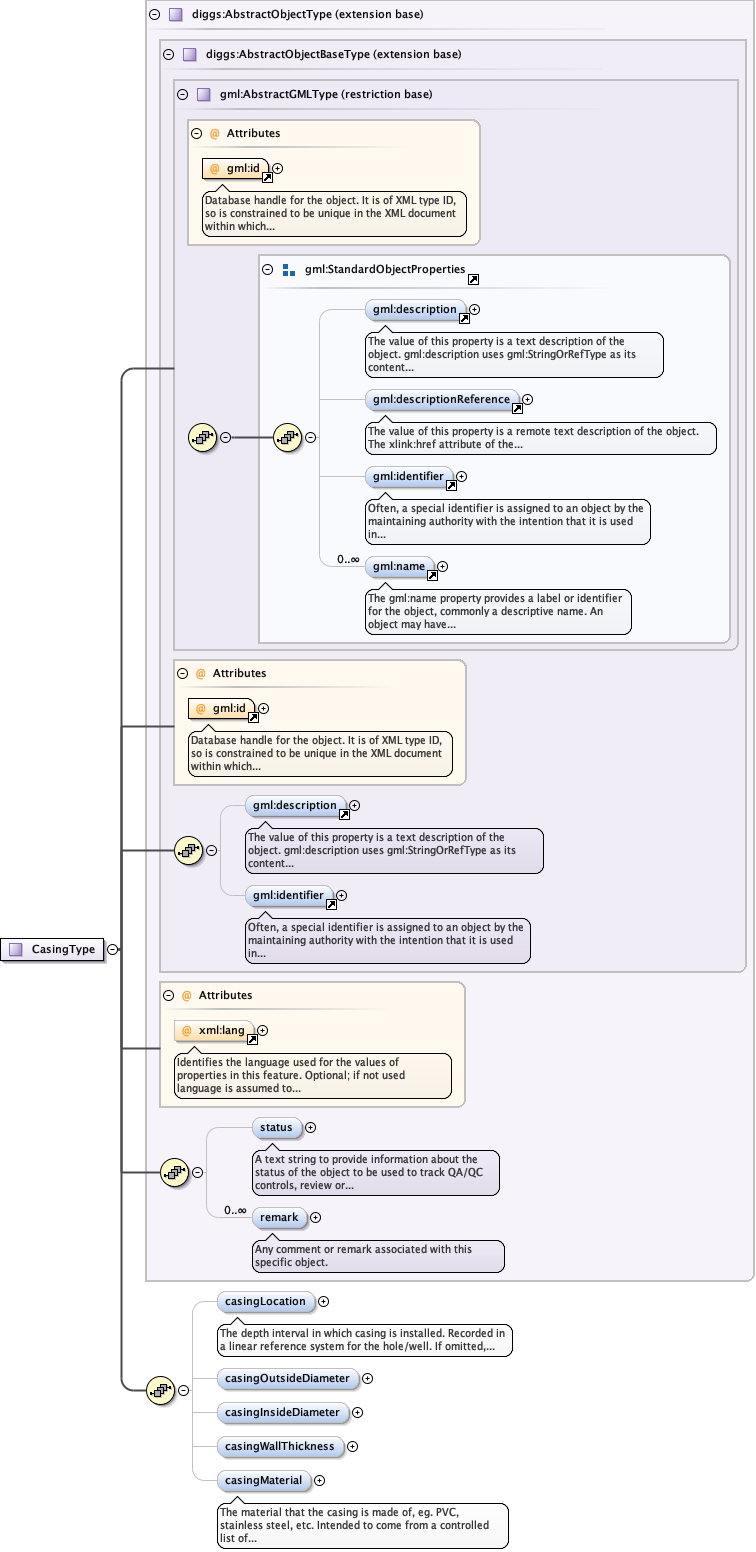 diggs:AbstractObjectType (extension base)
diggs:AbstractObjectBaseType (extension base)
gml:AbstractGMLType (restriction base)
@ Attributes
@ gml:id
Database handle for the object. It is of XML type ID,
so is constrained to be unique in the XML document
within which...
gml:StandardObjectProperties
gml:description
The value of this property is a text description of the
object. gml:description uses gml:StringOrRefType as its
content...
gml:descriptionReference
The value of this property is a remote text description of the object.
The xlink:href attribute of the...
gml:identifier
Often, a special identifier is assigned to an object by the
maintaining authority with the intention that it is used
in...
0..∞
gml:name
The gml:name property provides a label or identifier
for the object, commonly a descriptive name. An
object may have...
@ Attributes
@ gml:id
Database handle for the object. It is of XML type ID,
so is constrained to be unique in the XML document
within which...
gml:description
The value of this property is a text description of the
object. gml:description uses gml:StringOrRefType as its
content...
gml:identifier
Often, a special identifier is assigned to an object by the
maintaining authority with the intention that it is used
in...
CasingType
@ Attributes
@ xml:lang
Identifies the language used for the values of
properties in this feature. Optional; if not used
language is assumed to...
status
A text string to provide information about the
status of the object to be used to track QA/QC
controls, review or...
0..∞
remark
Any comment or remark associated with this
specific object.
casingLocation
The depth interval in which casing is installed. Recorded in
a linear reference system for the hole/well. If omitted,...
casingOutsideDiameter
casingInsideDiameter
casingWallThickness
casingMaterial
The material that the casing is made of, eg. PVC,
stainless steel, etc. Intended to come from a controlled
list of...